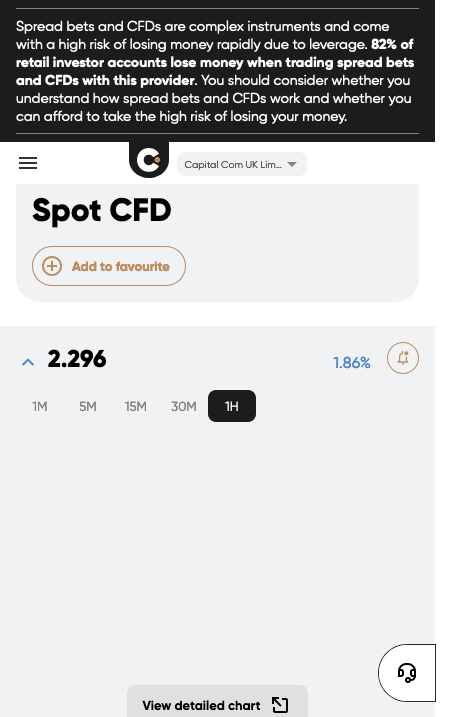 Spread bets and CFDs are complex instruments and come
with a high risk of losing money rapidly due to leverage. 82% of
retail investor accounts lose money when trading spread bets
and CFDs with this provider. You should consider whether you
understand how spread bets and CFDs work and whether you
can afford to take the high risk of losing your money.
Capital Com UK Lim...
Spot CFD
Add to favourite
2.296
1.86%
1M 5M 15M 30M 1H
View detailed chart